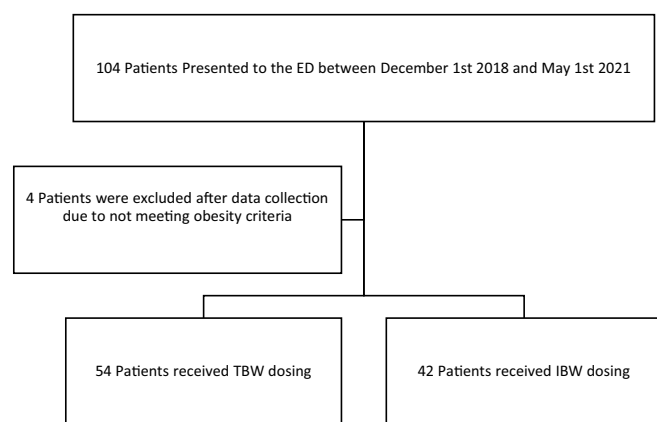 104 Patients Presented to the ED between December 1st 2018 and May 1st 2021
4 Patients were excluded after data collection
due to not meeting obesity criteria
54 Patients received TBW dosing
42 Patients received IBW dosing